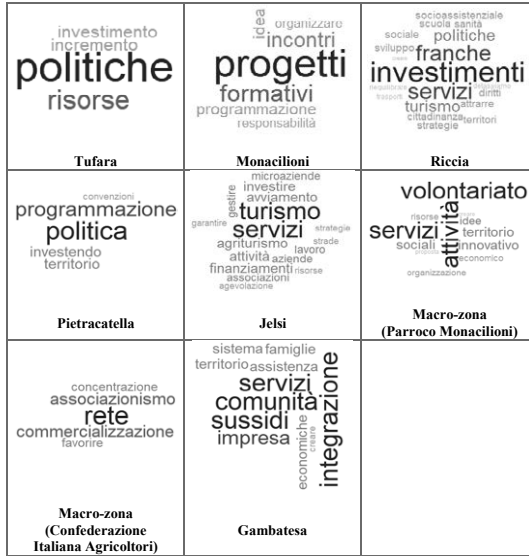 investimento
incremento
politiche
risorse
Tufara
idea
organizzare
incontri
progetti
formativi
programmazione
responsabilità
Monacilioni
socioassistenziale
scuola sanità
sociale politiche
sviluppo franche
investimenti
servizi
diritti
trasporti
turismo attrarre
cittadinanza
territori
strategie
Riccia
convenzioni
programmazione
politica
investendo
territorio
Pietracatella
microaziende
investire
gestire avviamento
turismo
garantire servizi strategie
agriturismo strade
attività lavoro
aziende
finanziamenti risorse
associazioni
agevolazione
Jelsi
volontariato
risorse idee
servizi attività territorio
sociali innovativo
economico
organizzazione
Macro-zona
(Parroco Monacilioni)
concentrazione
associazionismo
rete
commercializzazione
favorire
Macro-zona
(Confederazione
Italiana Agricoltori)
sistema famiglie
territorio assistenza
servizi
comunità
sussidi
impresa
economiche
creare
integrazione
Gambatesa